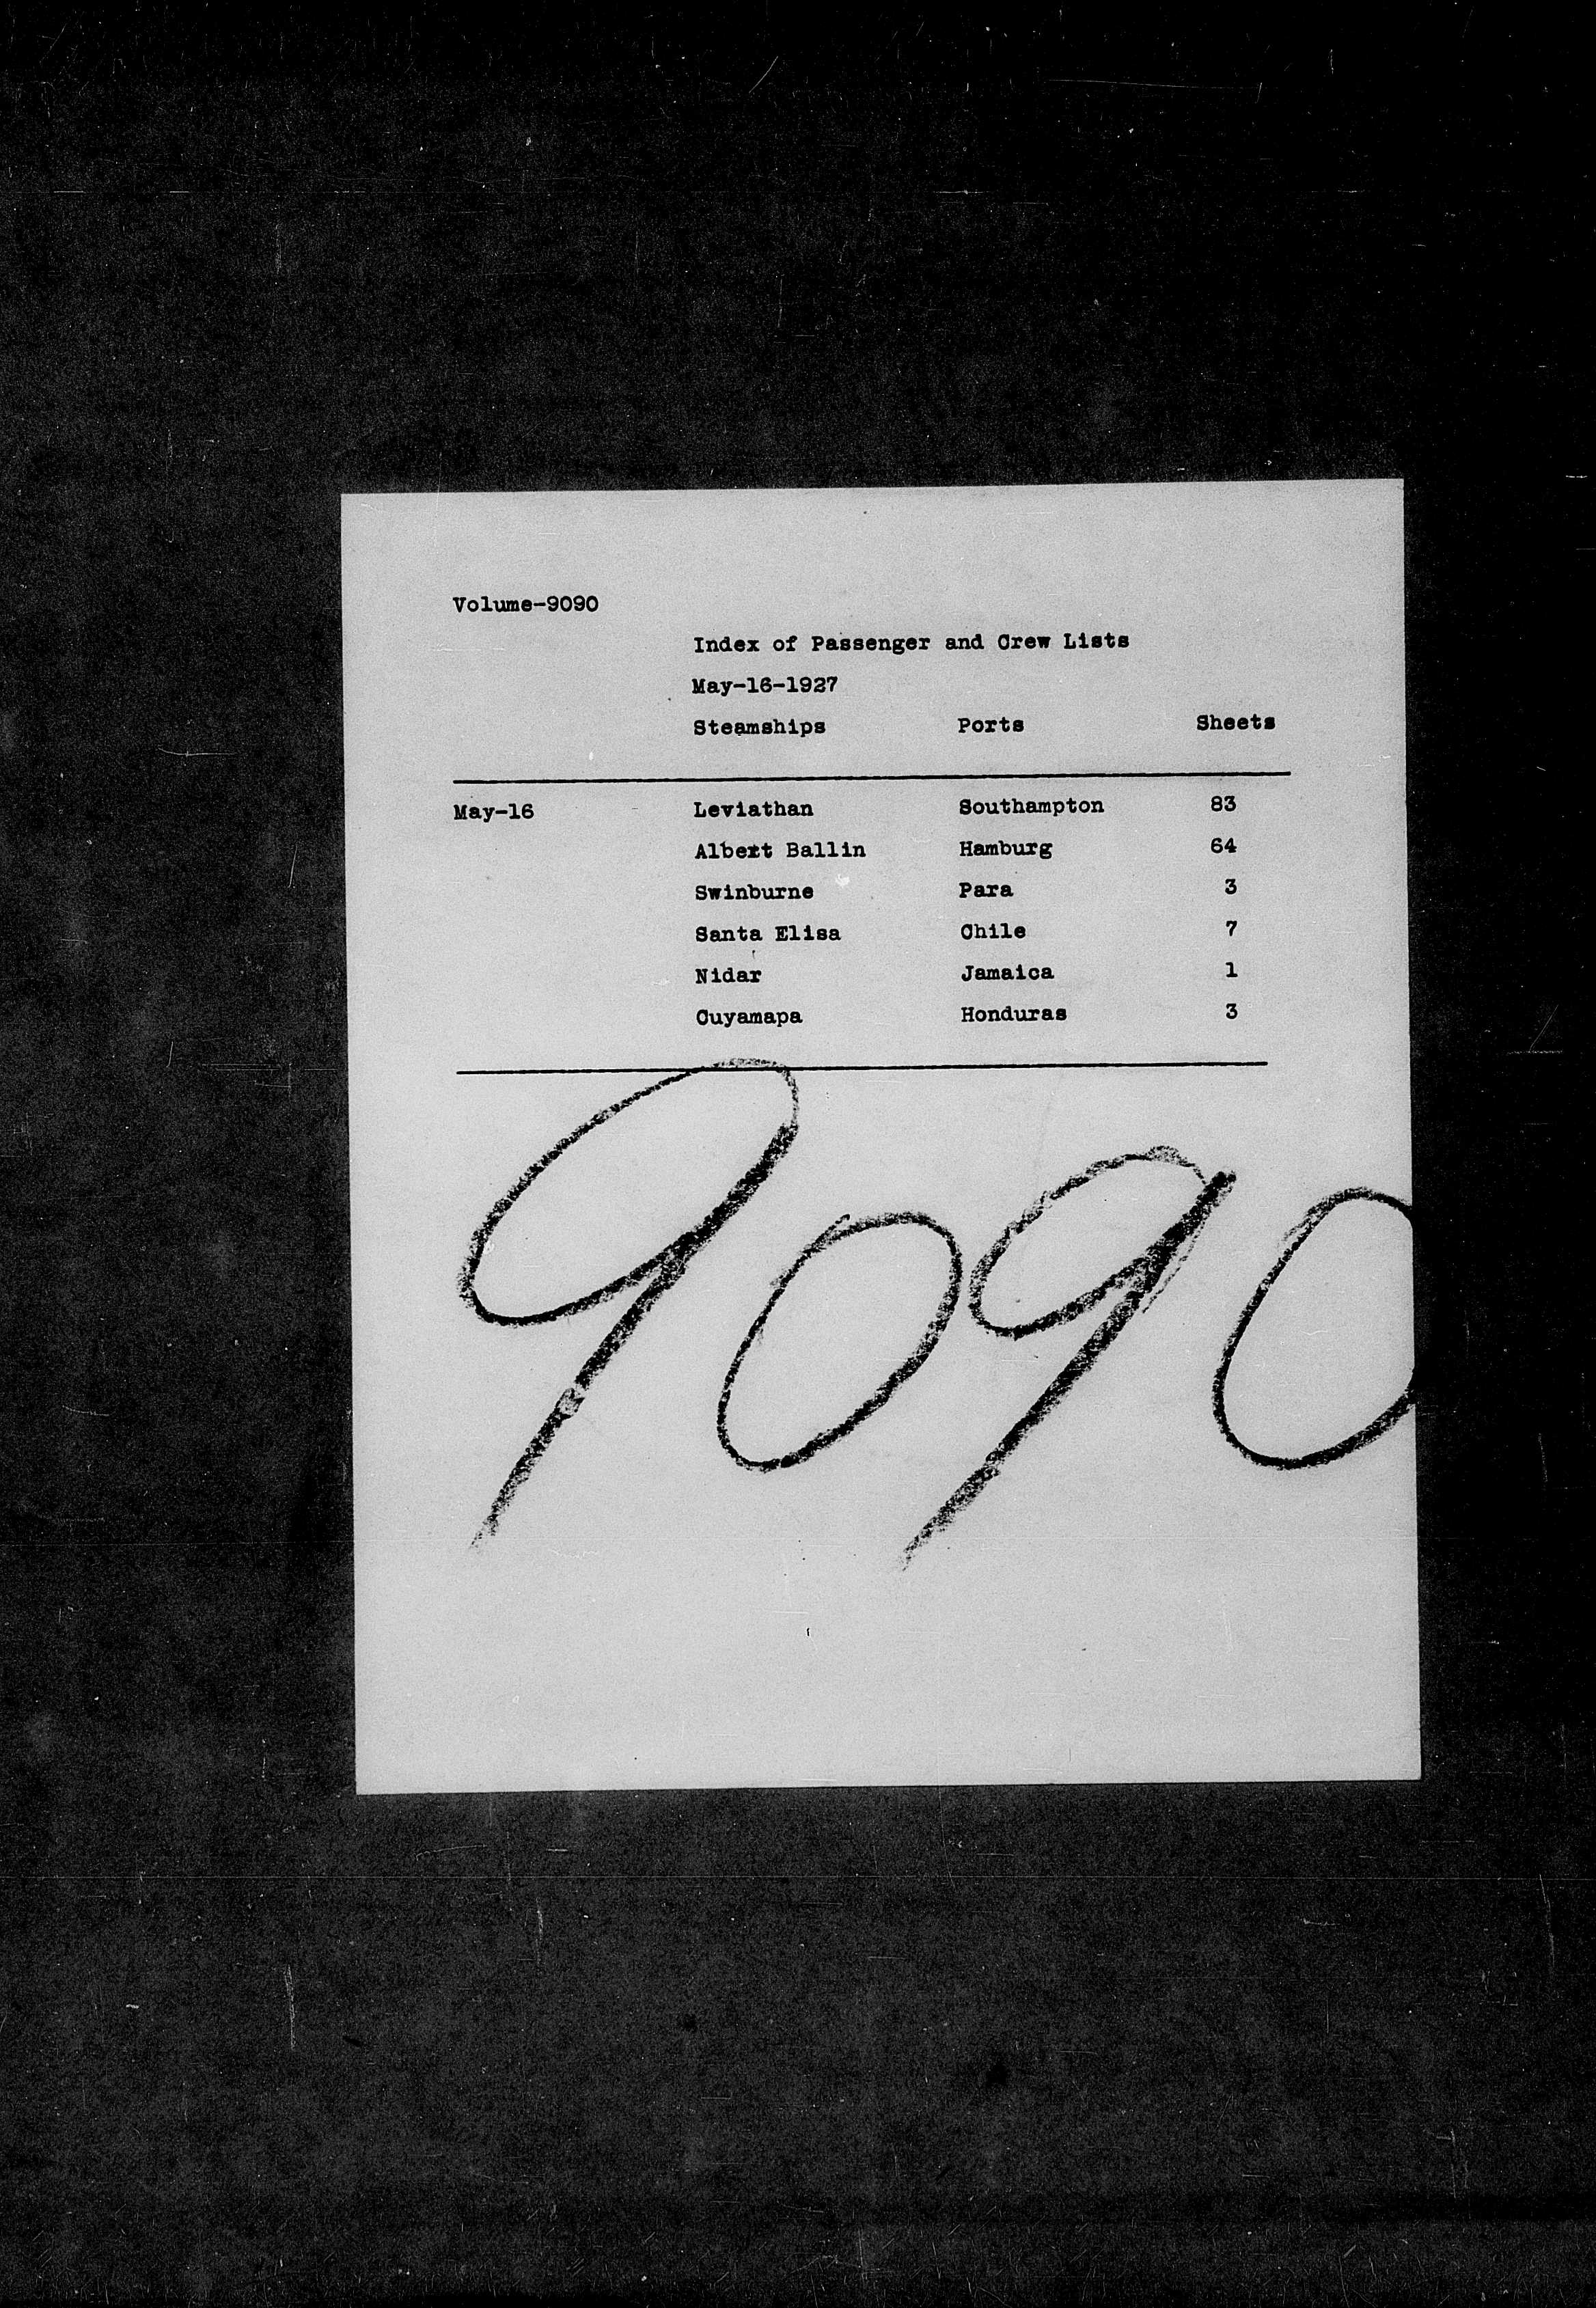 Volume-9090
Index of Passenger and Crew Lists
May-16-1927
Steamships Ports Sheets
May-16 Leviathan Southampton 83
Albert Ballin Hamburg 64
Swinburne Para 3
Santa Elisa Chile 7
Nidar Jamaica 1
Cuyamapa Honduras 3
9090